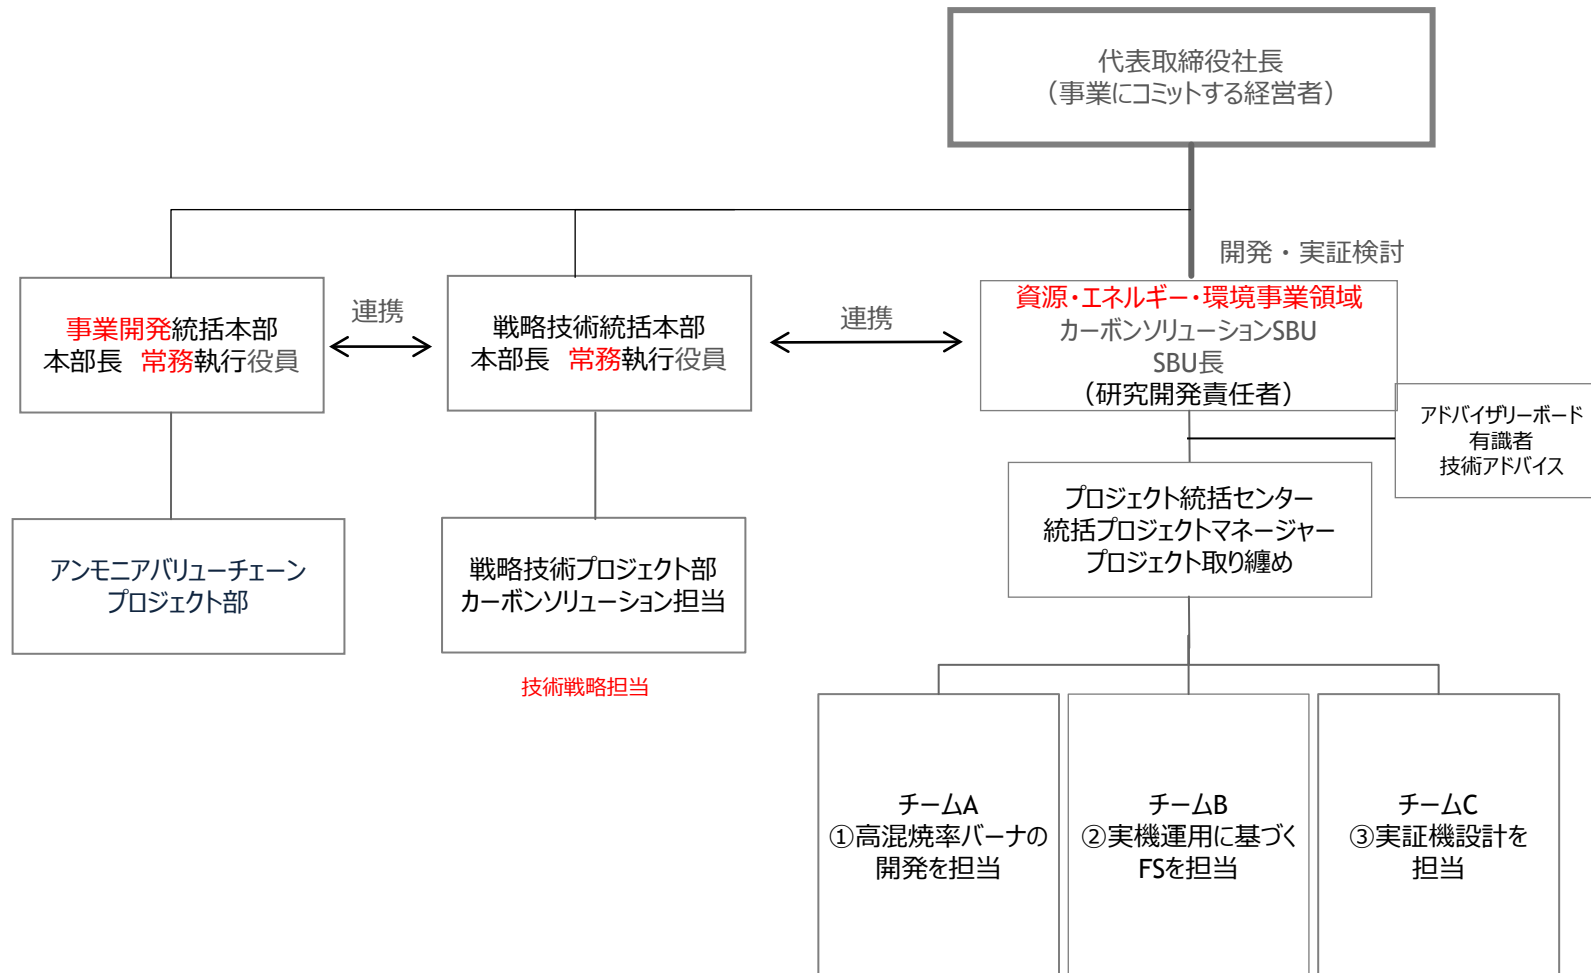 代表取締役社長
（事業にコミットする経営者）
開発・実証検討
事業開発統括本部
本部長 常務執行役員
連携
戦略技術統括本部
本部長 常務執行役員
連携
資源・エネルギー・環境事業領域
カーボンソリューションSBU
SBU長
（研究開発責任者）
アドバイザリーボード
有識者
技術アドバイス
プロジェクト統括センター
統括プロジェクトマネージャー
プロジェクト取り纏め
アンモニアバリューチェーン
プロジェクト部
戦略技術プロジェクト部
カーボンソリューション担当
技術戦略担当
チームA
①高混焼率バーナの
開発を担当
チームB
②実機運用に基づく
FSを担当
チームC
③実証機設計を
担当